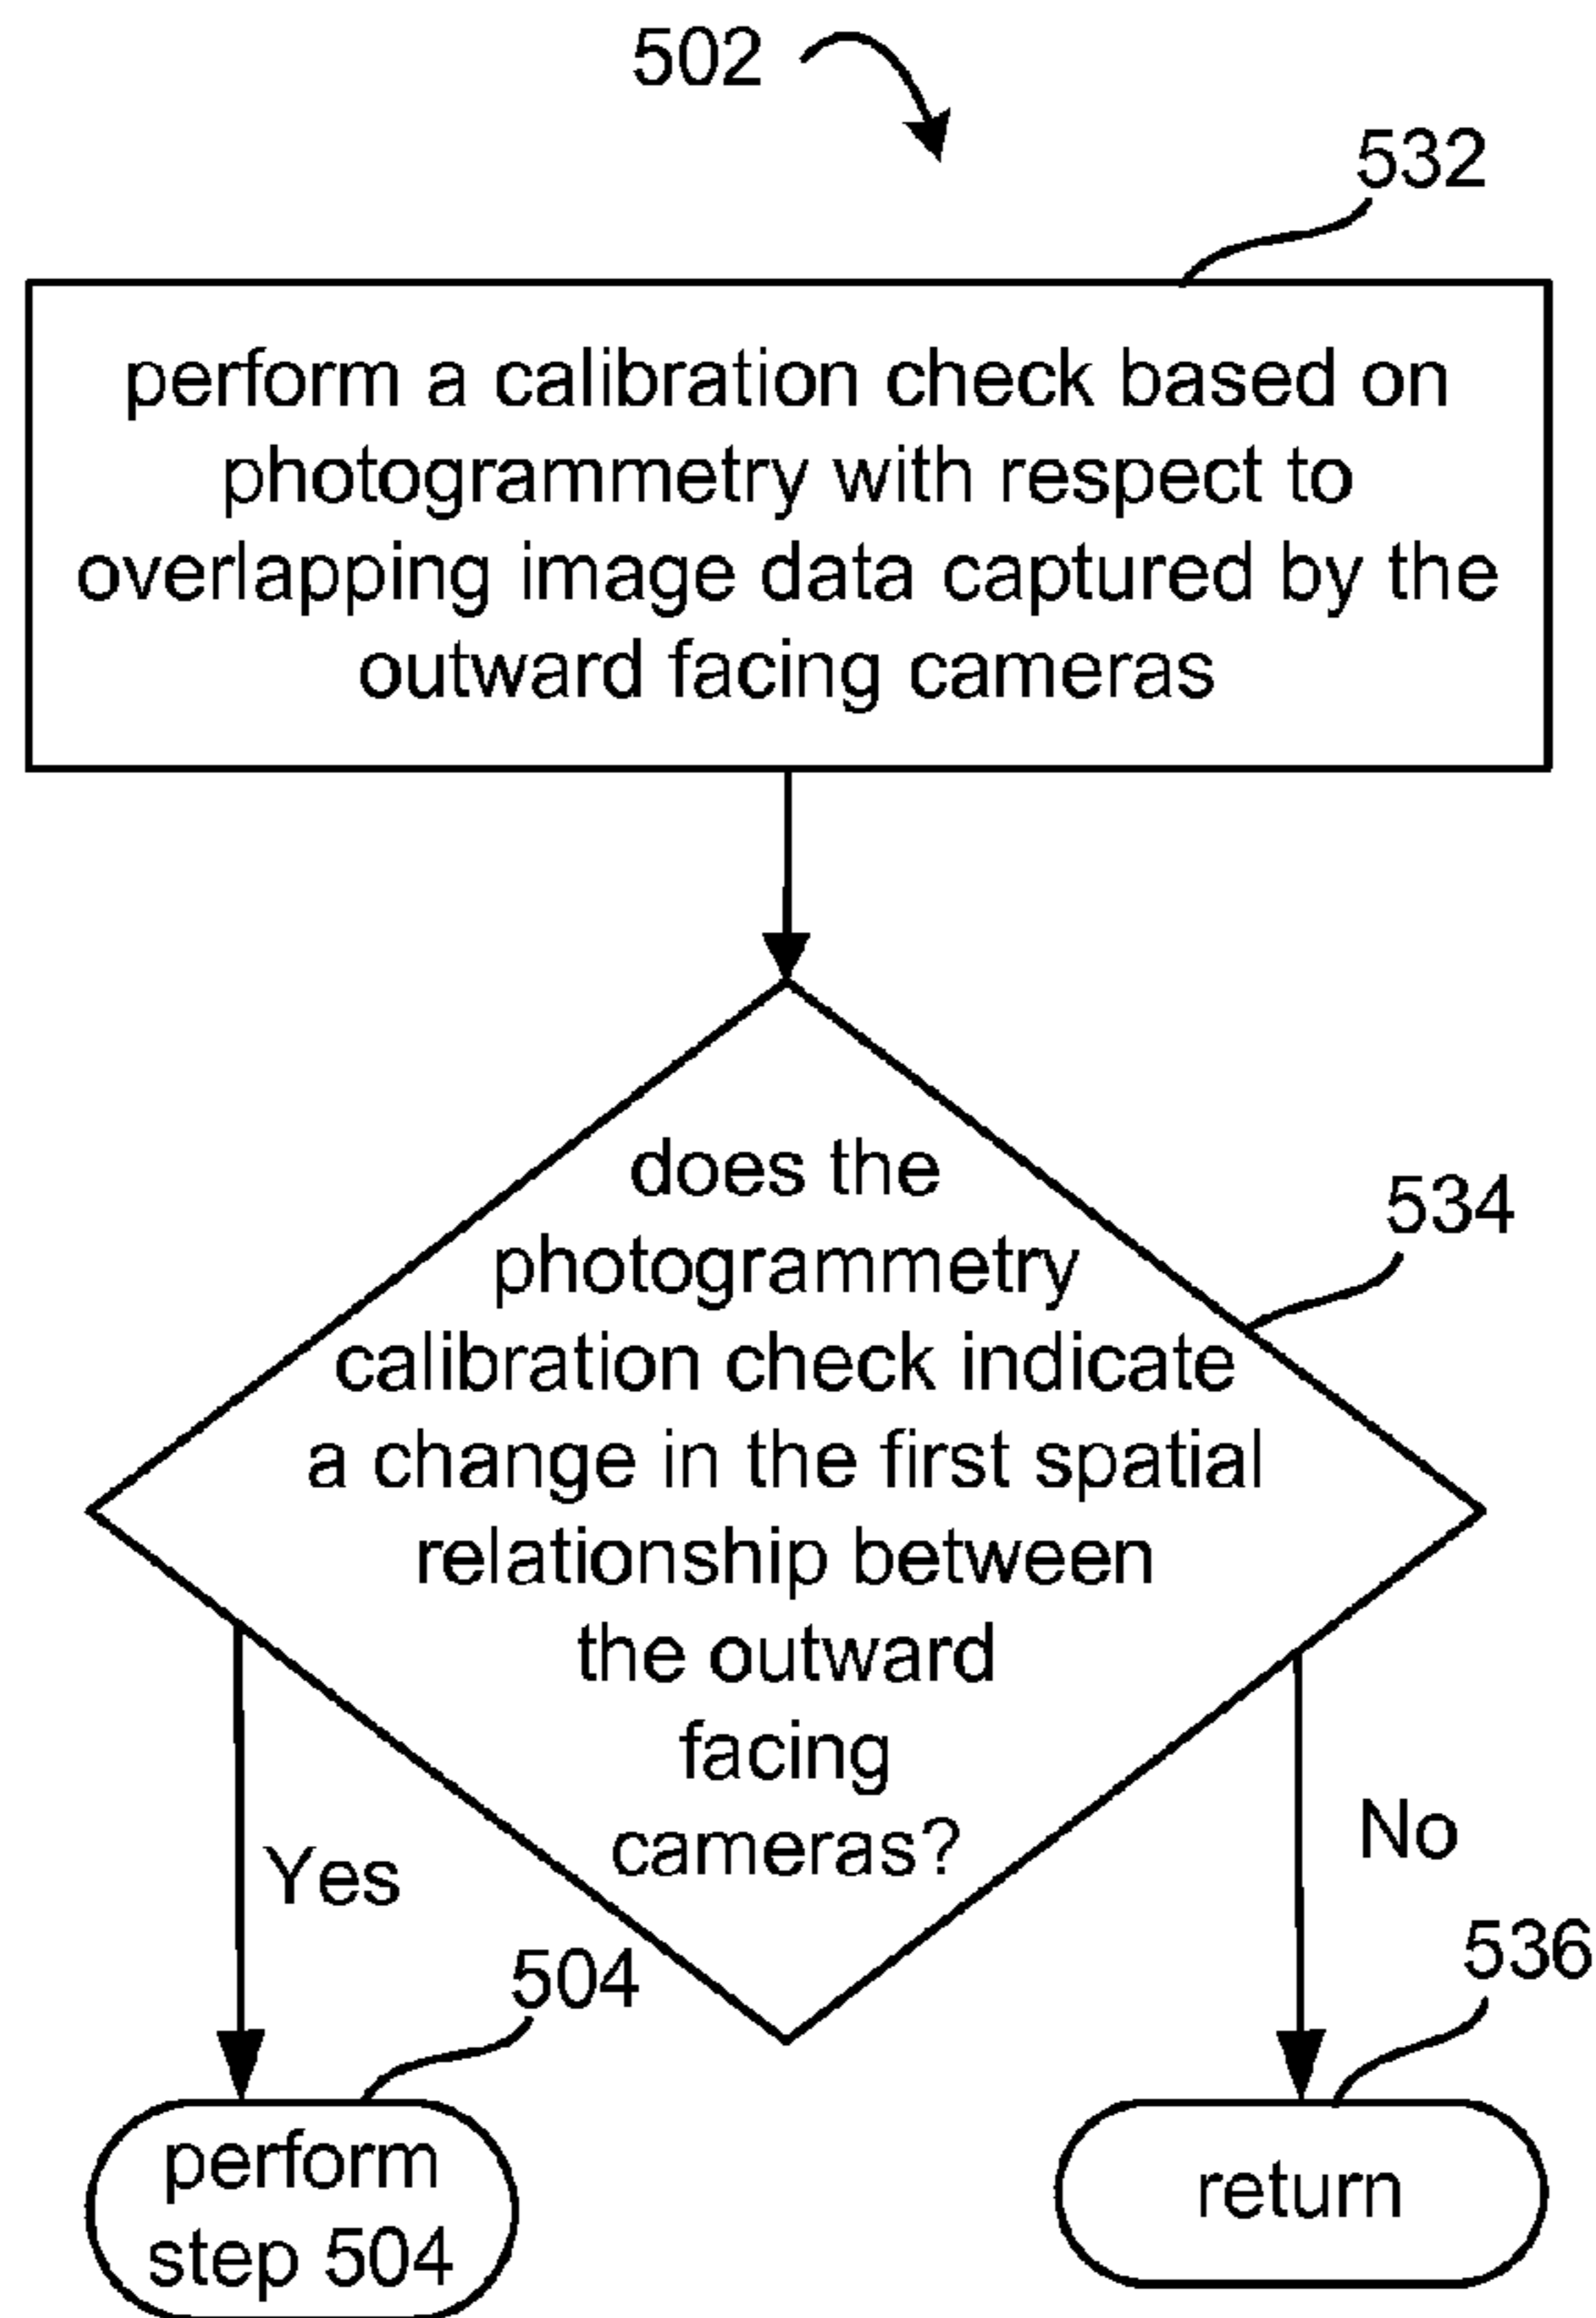 502
532
perform a calibration check based on
photogrammetry with respect to
overlapping image data captured by the
outward facing cameras
does the
photogrammetry
calibration check indicate
a change in the first spatial
relationship between
the outward
facing
cameras?
534
Yes
No
504
536
perform
step 504
return